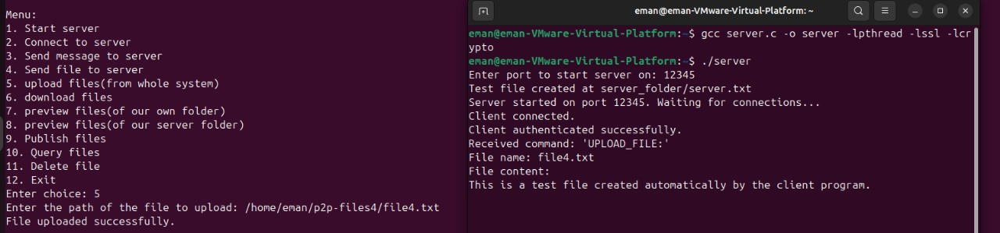 Menu:
1. Start server
2. Connect to server
3. Send message to server
4. Send file to server
5. upload files(from whole system)
6. download files
7. preview files(of our own folder)
8. preview files(of our server folder)
9. Publish files
10. Query files
11. Delete file
12. Exit
Enter choice: 5
Enter the path of the file to upload: /home/eman/p2p-files4/file4.txt
File uploaded successfully.
eman@eman-VMware-Virtual-Platform: ~
eman@eman-VMware-Virtual-Platform:~$ gcc server.c -o server -lpthread -lssl -lcr
ypto
eman@eman-VMware-Virtual-Platform:~$ ./server
Enter port to start server on: 12345
Test file created at server_folder/server.txt
Server started on port 12345. Waiting for connections...
Client connected.
Client authenticated successfully.
Received command: 'UPLOAD_FILE:'
File name: file4.txt
File content:
This is a test file created automatically by the client program.